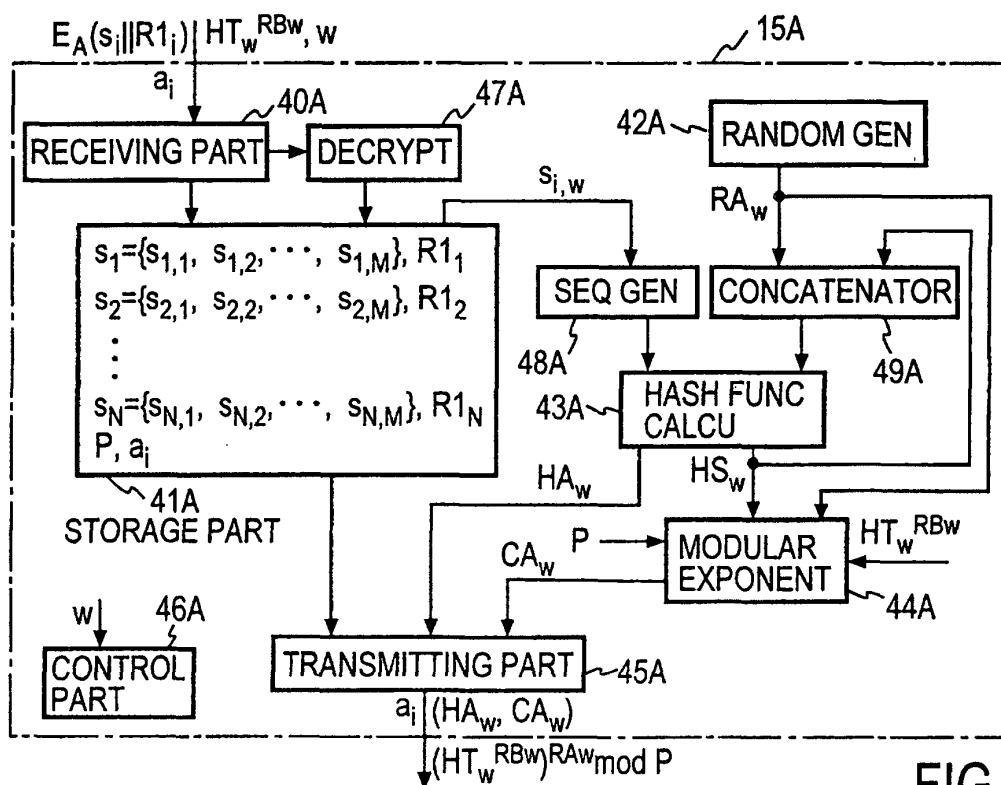 E_A(s_i||R1_i) HT_w^RBw, w
15A
a_i
40A
47A
42A
RECEIVING PART
DECRYPT
RANDOM GEN
s_i,w
RA_w
s_1={s_1,1, s_1,2, ···, s_1,M}, R1_1
s_2={s_2,1, s_2,2, ···, s_2,M}, R1_2
⋮
s_N={s_N,1, s_N,2, ···, s_N,M}, R1_N
P, a_i
SEQ GEN
CONCATENATOR
48A
49A
43A
HASH FUNC
CALCU
41A
STORAGE PART
HA_w
HS_w
P
CA_w
MODULAR
EXPONENT
HT_w^RBw
44A
w
46A
CONTROL
PART
TRANSMITTING PART
45A
a_i (HA_w, CA_w)
(HT_w^RBw)^RAw mod P
FIG